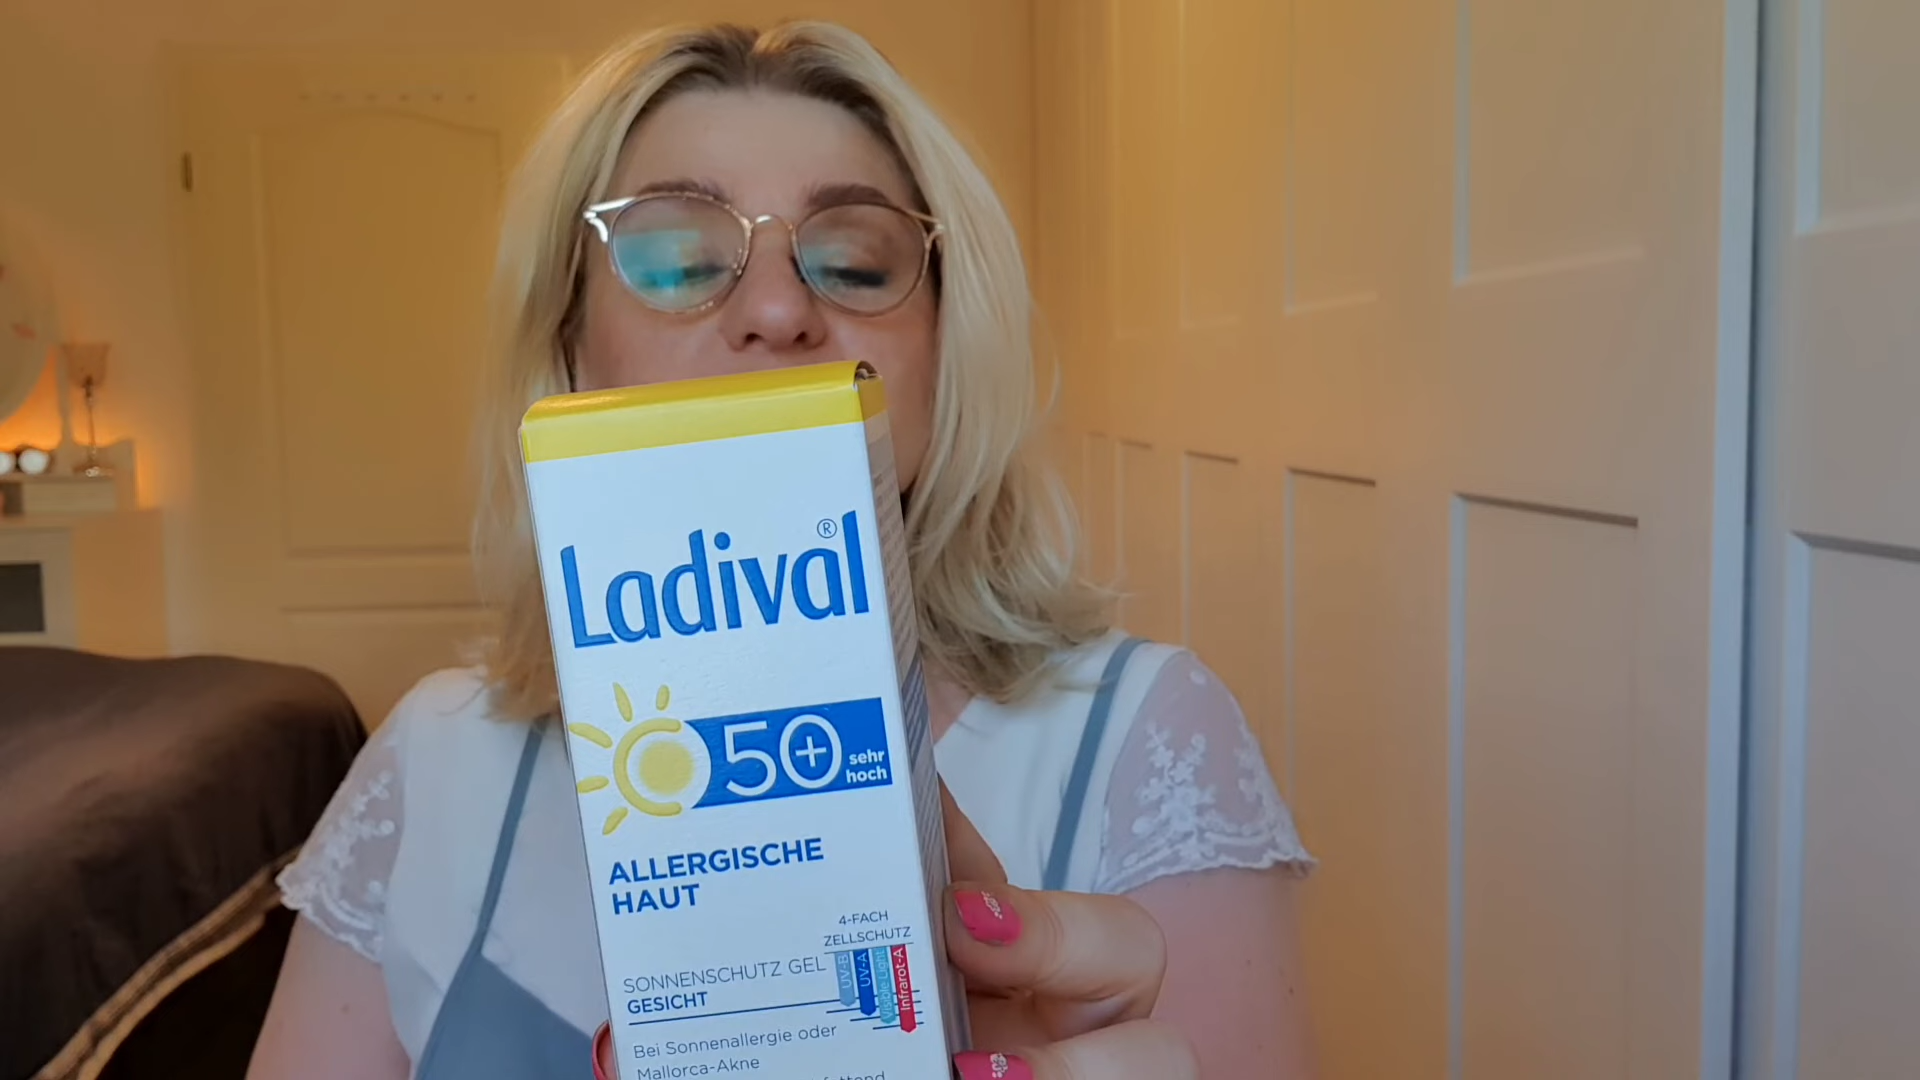 Ladival®
50+ sehr
hoch
ALLERGISCHE
HAUT
4-FACH
ZELLSCHUTZ
UV-B
UV-A
Visible Light
Infrarot-A
SONNENSCHUTZ GEL
GESICHT
Bei Sonnenallergie oder
Mallorca-Akne